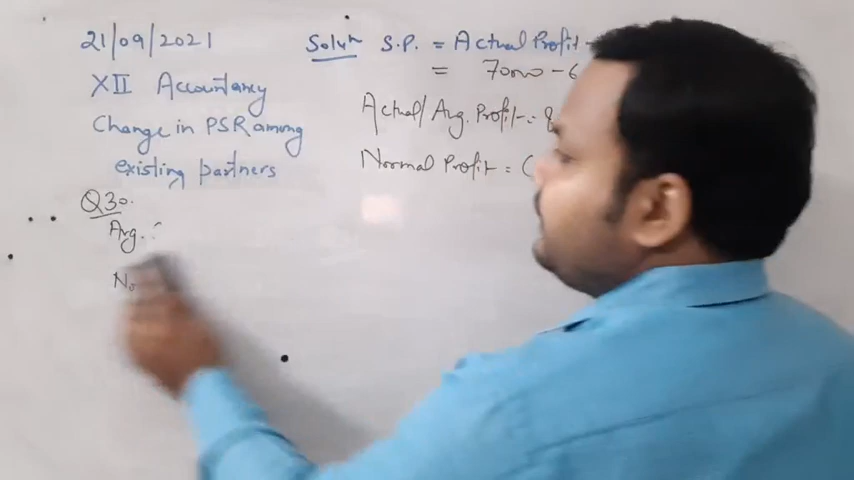 21/09/2021
XII Accountancy
Change in PSR among
existing partners
Q30.
Avg.
No
Solun S.P. = Actual Profit -
= 70000 - 6
Actual/Avg. Profit =
Normal Profit = (